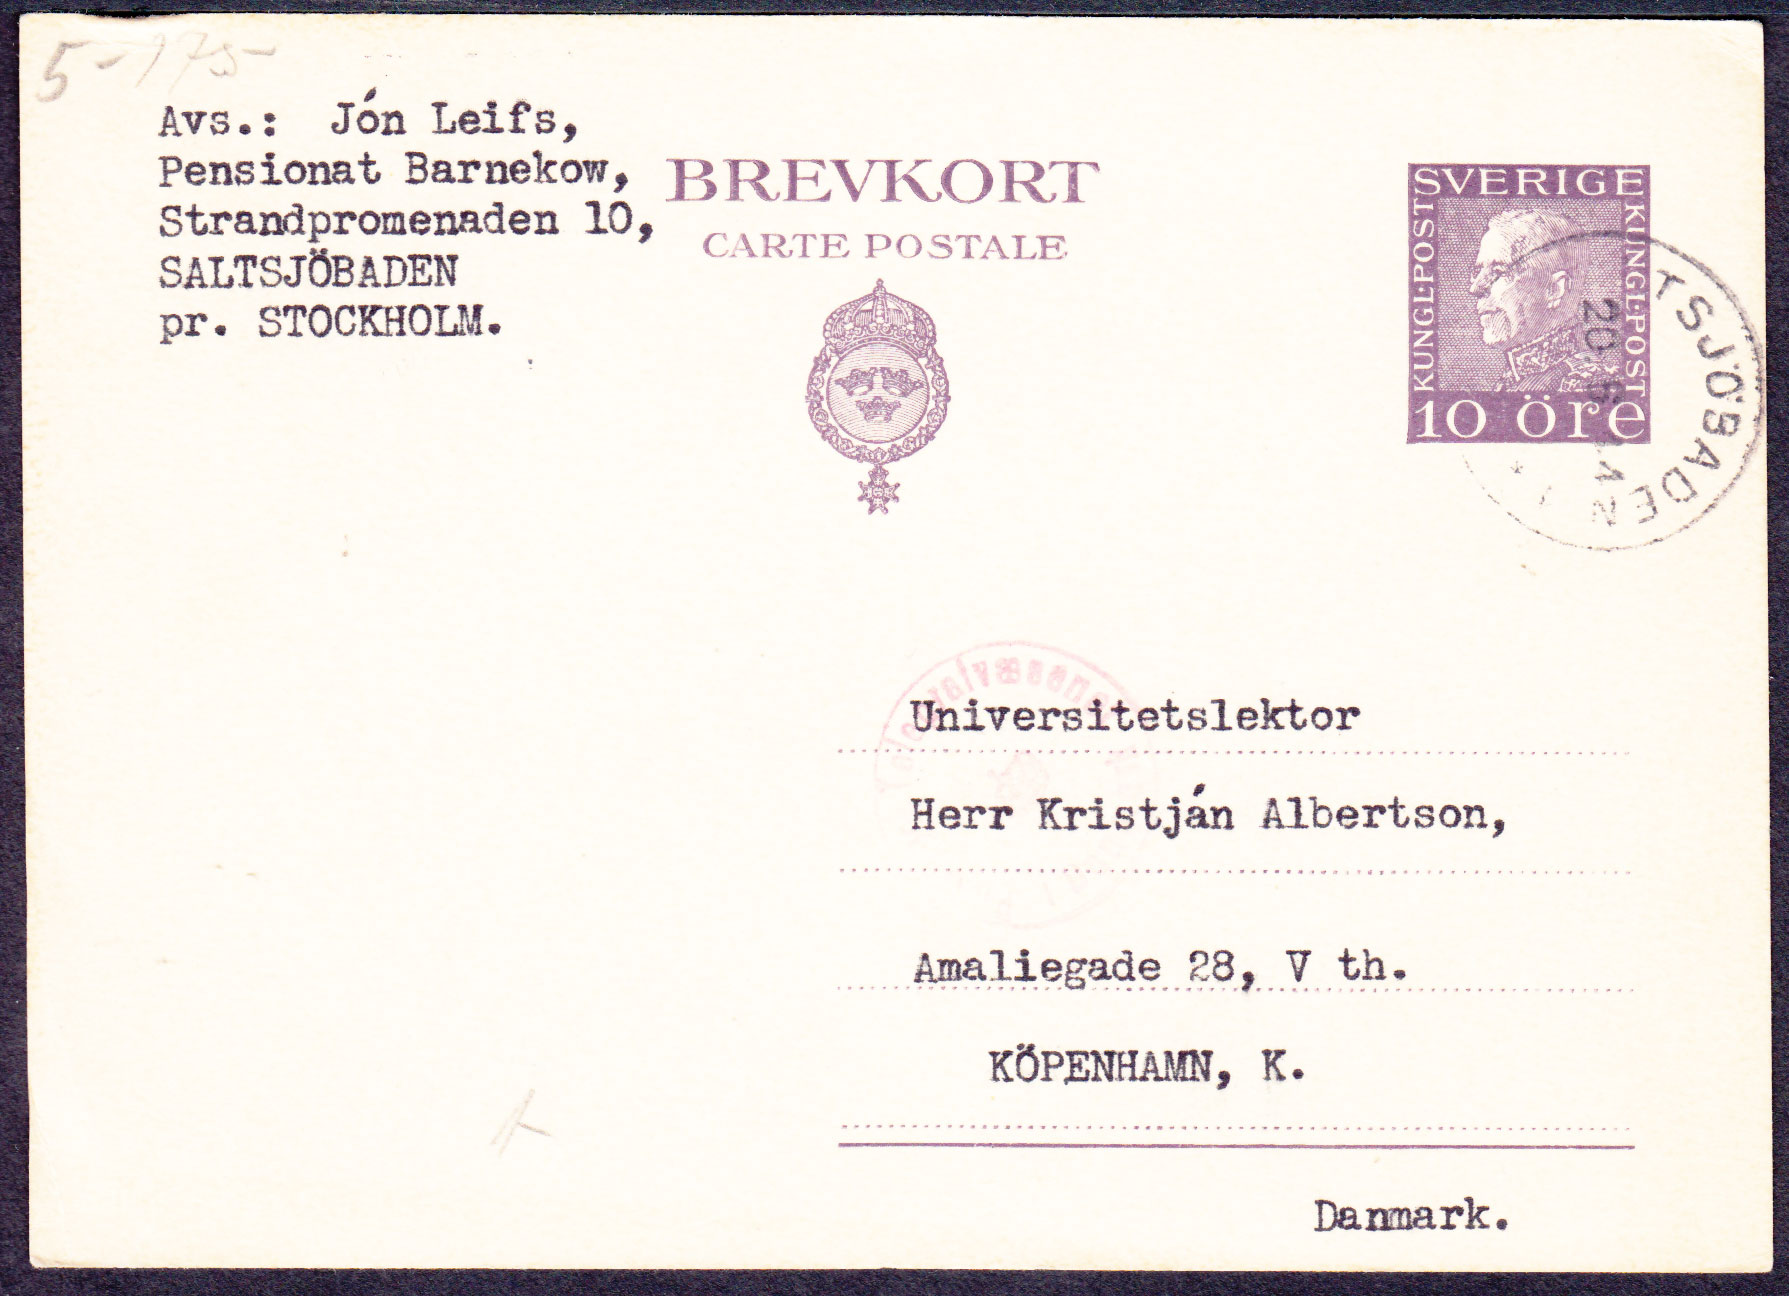 5-175-
Avs.: Jón Leifs,
Pensionat Barnekow,
Strandpromenaden 10,
SALTSJÖBADEN
pr. STOCKHOLM.
BREVKORT
CARTE POSTALE
SVERIGE
KUNGL.POST
KUNGL.POST
10 öre
TSJÖBADEN
20.
Universitetslektor
Herr Kristján Albertson,
Amaliegade 28, V th.
KÖPENHAMN, K.
Danmark.